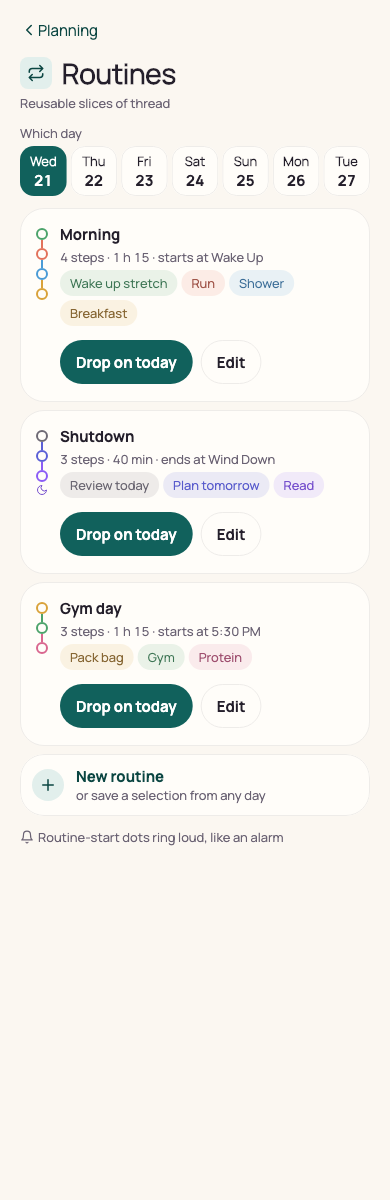 Planning
Routines
Reusable slices of thread
Which day
Wed Thu Fri Sat Sun Mon Tue
21 22 23 24 25 26 27
Morning
4 steps · 1 h 15 · starts at Wake Up
Wake up stretch Run Shower
Breakfast
Drop on today Edit
Shutdown
3 steps · 40 min · ends at Wind Down
Review today Plan tomorrow Read
Drop on today Edit
Gym day
3 steps · 1 h 15 · starts at 5:30 PM
Pack bag Gym Protein
Drop on today Edit
New routine
or save a selection from any day
Routine-start dots ring loud, like an alarm